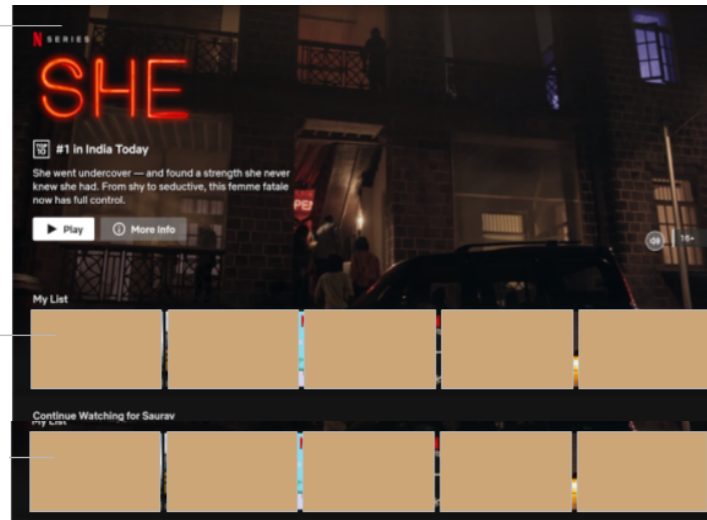 N SERIES
SHE
TOP 10 #1 in India Today
She went undercover — and found a strength she never
knew she had. From shy to seductive, this femme fatale
now has full control.
Play More Info
16+
My List
Continue Watching for Saurav
My List